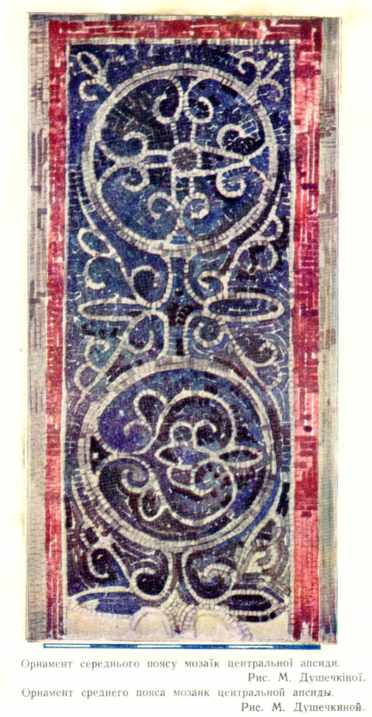 Орнамент середнього поясу мозаїк центральної апсиди.
Рис. М. Душечкіної.
Орнамент среднего пояса мозаик центральной апсиды.
Рис. М. Душечкиной.